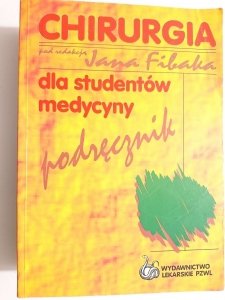 CHIRURGIA
pod redakcją
Jana Fibaka
dla studentów
medycyny
podręcznik
WYDAWNICTWO
LEKARSKIE PZWL